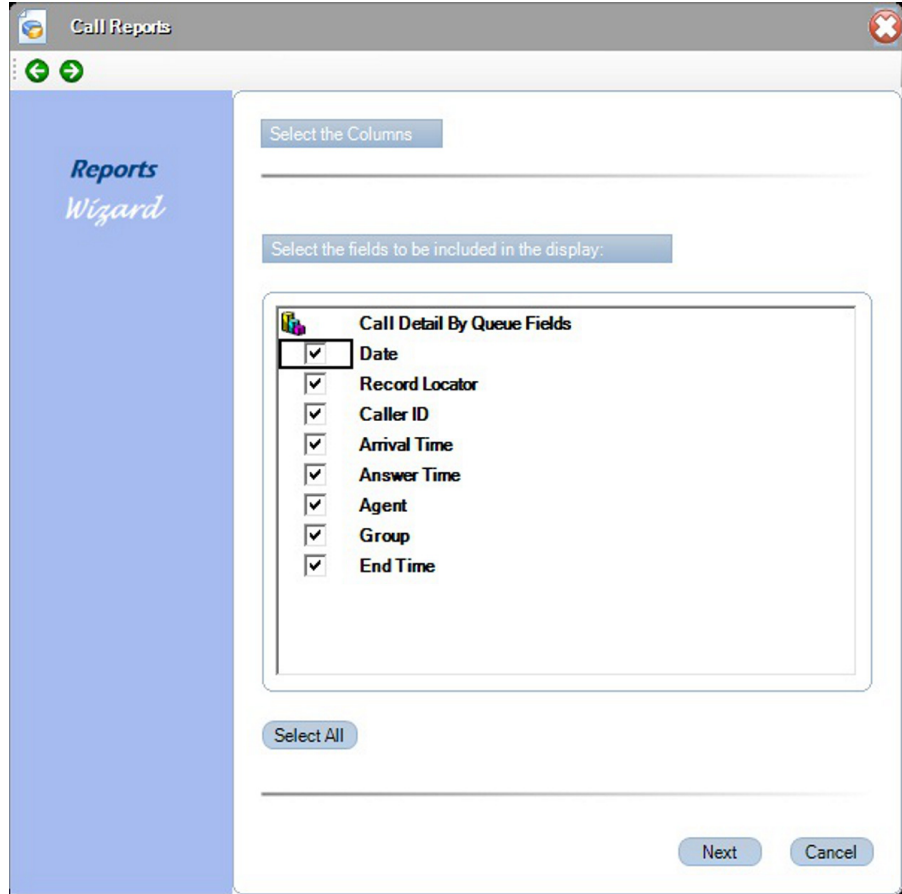 Call Reports
Reports
Wizard
Select the Columns
Select the fields to be included in the display:
Call Detail By Queue Fields
Date
Record Locator
Caller ID
Arrival Time
Answer Time
Agent
Group
End Time
Select All
Next Cancel